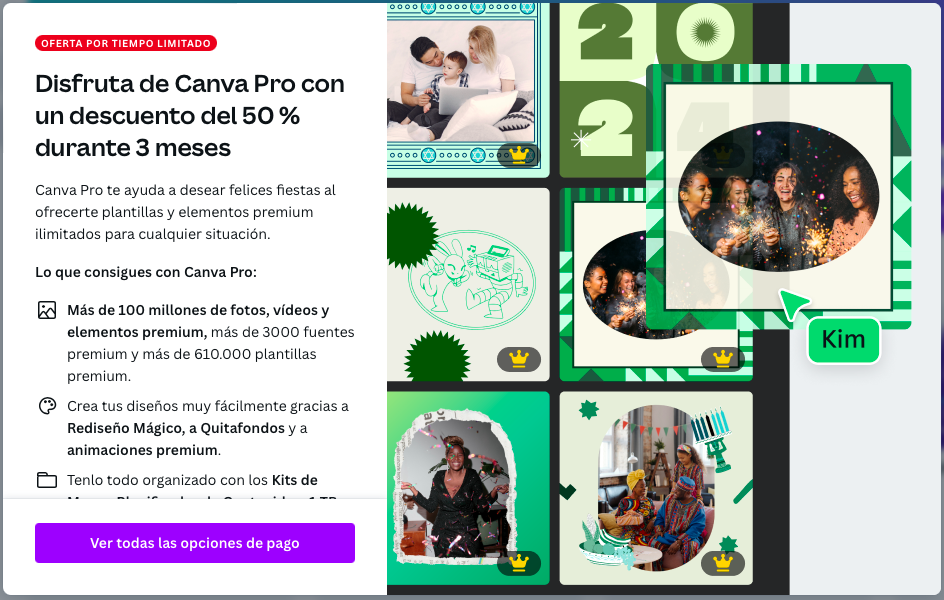 OFERTA POR TIEMPO LIMITADO
Disfruta de Canva Pro con
un descuento del 50 %
durante 3 meses
Canva Pro te ayuda a desear felices fiestas al
ofrecerte plantillas y elementos premium
ilimitados para cualquier situación.
Lo que consigues con Canva Pro:
Más de 100 millones de fotos, vídeos y
elementos premium, más de 3000 fuentes
premium y más de 610.000 plantillas
premium.
Crea tus diseños muy fácilmente gracias a
Rediseño Mágico, a Quitafondos y a
animaciones premium.
Tenlo todo organizado con los Kits de
Ver todas las opciones de pago
20
24
Kim